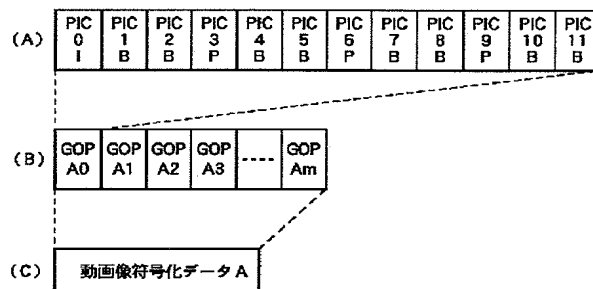 (A)
PIC 0 I
PIC 1 B
PIC 2 B
PIC 3 P
PIC 4 B
PIC 5 B
PIC 6 P
PIC 7 B
PIC 8 B
PIC 9 P
PIC 10 B
PIC 11 B
(B)
GOP A0
GOP A1
GOP A2
GOP A3
GOP Am
(C)
動画像符号化データ A